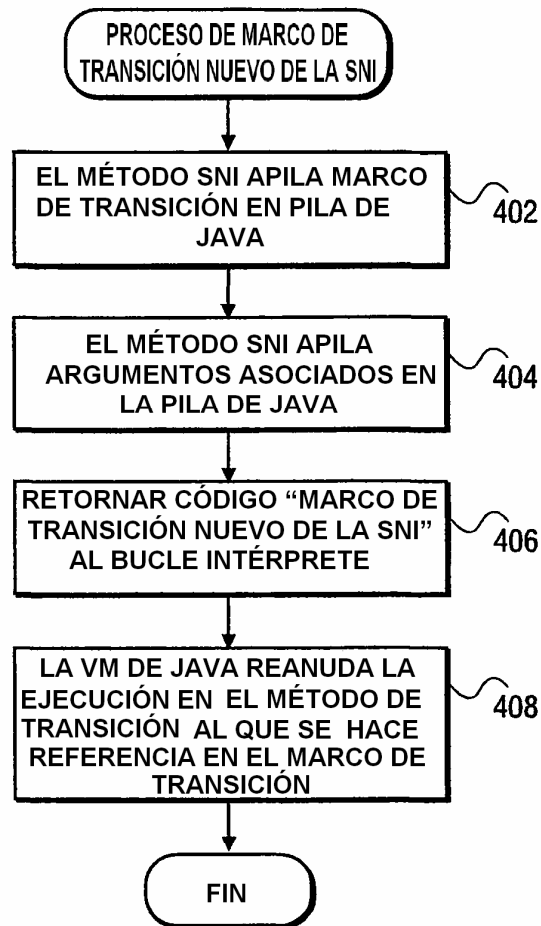 PROCESO DE MARCO DE
TRANSICIÓN NUEVO DE LA SNI
EL MÉTODO SNI APILA MARCO
DE TRANSICIÓN EN PILA DE
JAVA
402
EL MÉTODO SNI APILA
ARGUMENTOS ASOCIADOS EN
LA PILA DE JAVA
404
RETORNAR CÓDIGO “MARCO DE
TRANSICIÓN NUEVO DE LA SNI”
AL BUCLE INTÉRPRETE
406
LA VM DE JAVA REANUDA LA
EJECUCIÓN EN EL MÉTODO DE
TRANSICIÓN AL QUE SE HACE
REFERENCIA EN EL MARCO DE
TRANSICIÓN
408
FIN